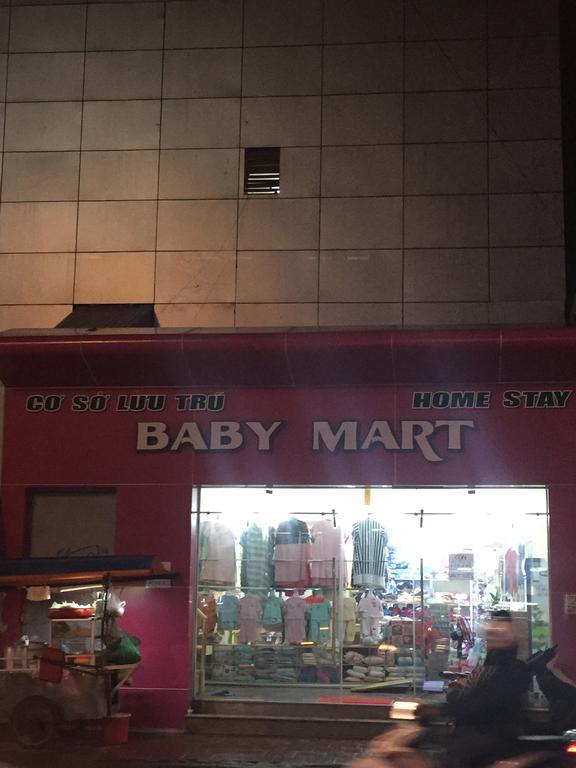 CƠ SỞ LƯU TRÚ
HOME STAY
BABY MART